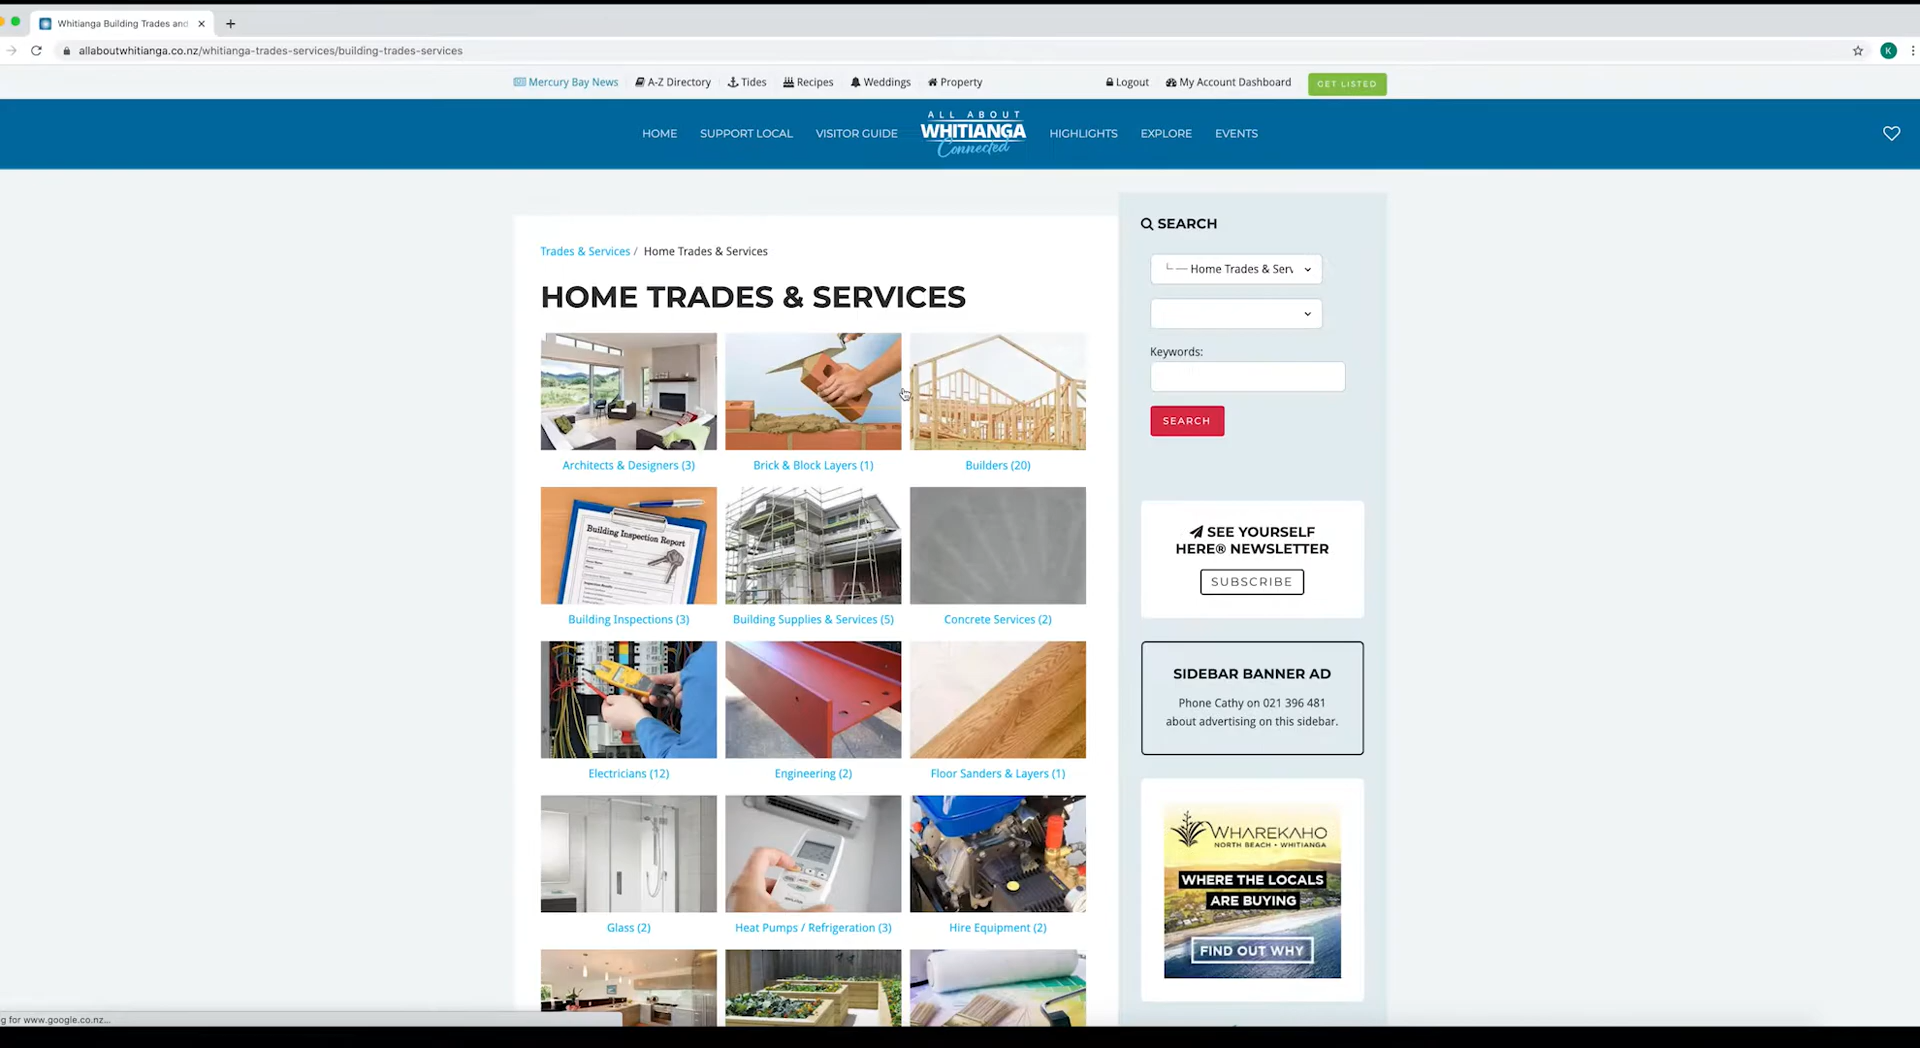 Whitianga Building Trades and
allaboutwhitianga.co.nz/whitianga-trades-services/building-trades-services
K
Mercury Bay News A-Z Directory Tides Recipes Weddings Property Logout My Account Dashboard GET LISTED
HOME SUPPORT LOCAL VISITOR GUIDE
ALL ABOUT
WHITIANGA
Connected
HIGHLIGHTS EXPLORE EVENTS
Trades & Services / Home Trades & Services
HOME TRADES & SERVICES
Architects & Designers (3) Brick & Block Layers (1) Builders (20)
Building Inspection Report
Building Inspections (3) Building Supplies & Services (5) Concrete Services (2)
Electricians (12) Engineering (2) Floor Sanders & Layers (1)
Glass (2) Heat Pumps / Refrigeration (3) Hire Equipment (2)
SEARCH
Home Trades & Serv
Keywords:
SEARCH
SEE YOURSELF
HERE® NEWSLETTER
SUBSCRIBE
SIDEBAR BANNER AD
Phone Cathy on 021 396 481
about advertising on this sidebar.
WHAREKAHO
NORTH BEACH • WHITIANGA
WHERE THE LOCALS
ARE BUYING
FIND OUT WHY
g for www.google.co.nz...